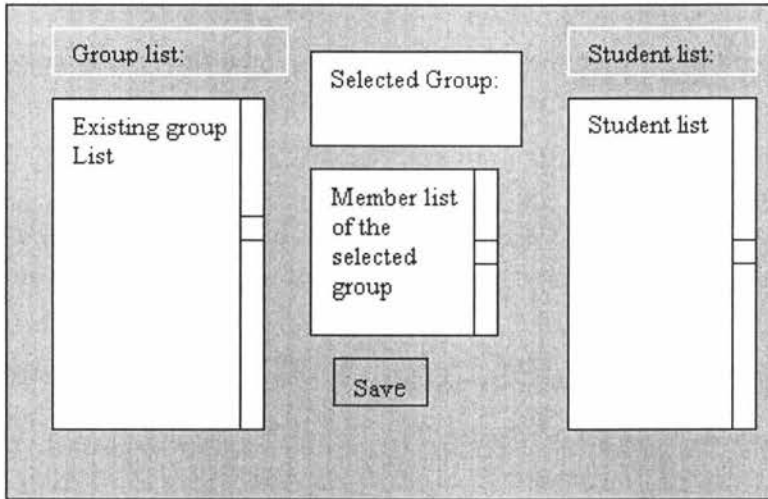 Group list:
Existing group
List
Selected Group:
Member list
of the
selected
group
Save
Student list:
Student list